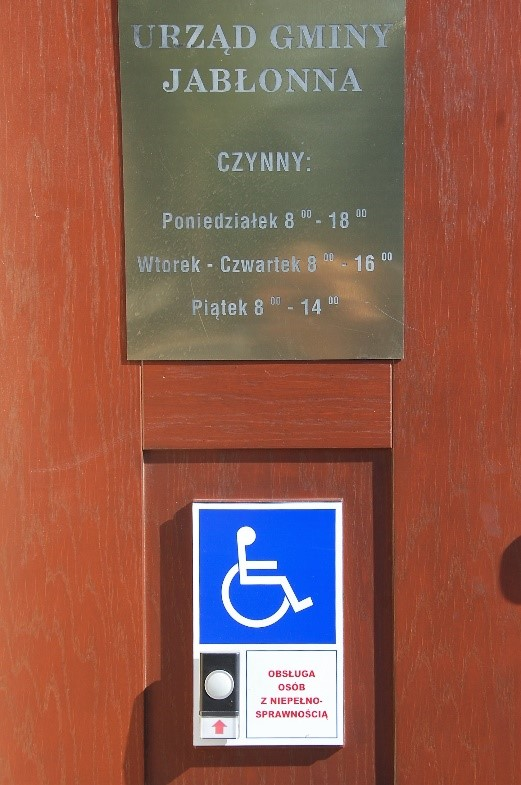 URZĄD GMINY
JABŁONNA
CZYNNY:
Poniedziałek 8 00 - 18 00
Wtorek - Czwartek 8 00 - 16 00
Piątek 8 00 - 14 00
OBSŁUGA
OSÓB
Z NIEPEŁNO-
SPRAWNOŚCIĄ